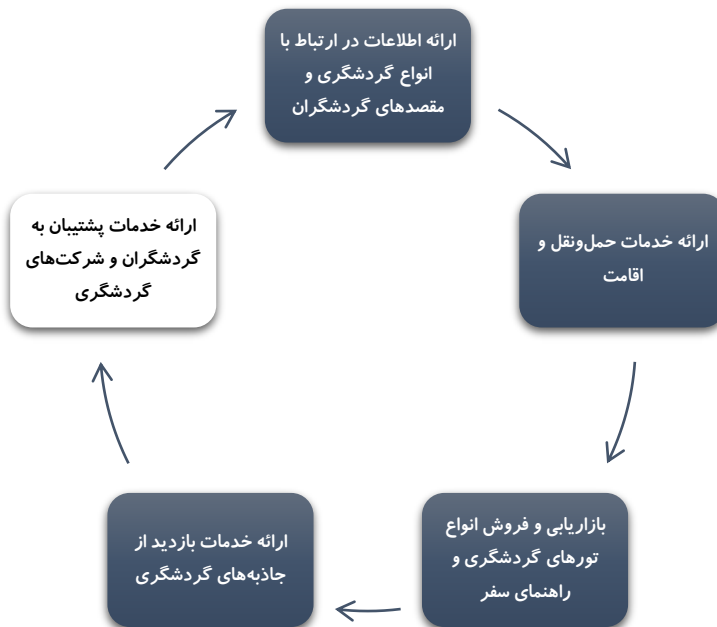 ارائه اطلاعات در ارتباط با
انواع گردشگری و
مقصدهای گردشگران
ارائه خدمات حمل‌ونقل و
اقامت
بازاریابی و فروش انواع
تورهای گردشگری و
راهنمای سفر
ارائه خدمات بازدید از
جاذبه‌های گردشگری
ارائه خدمات پشتیبان به
گردشگران و شرکت‌های
گردشگری